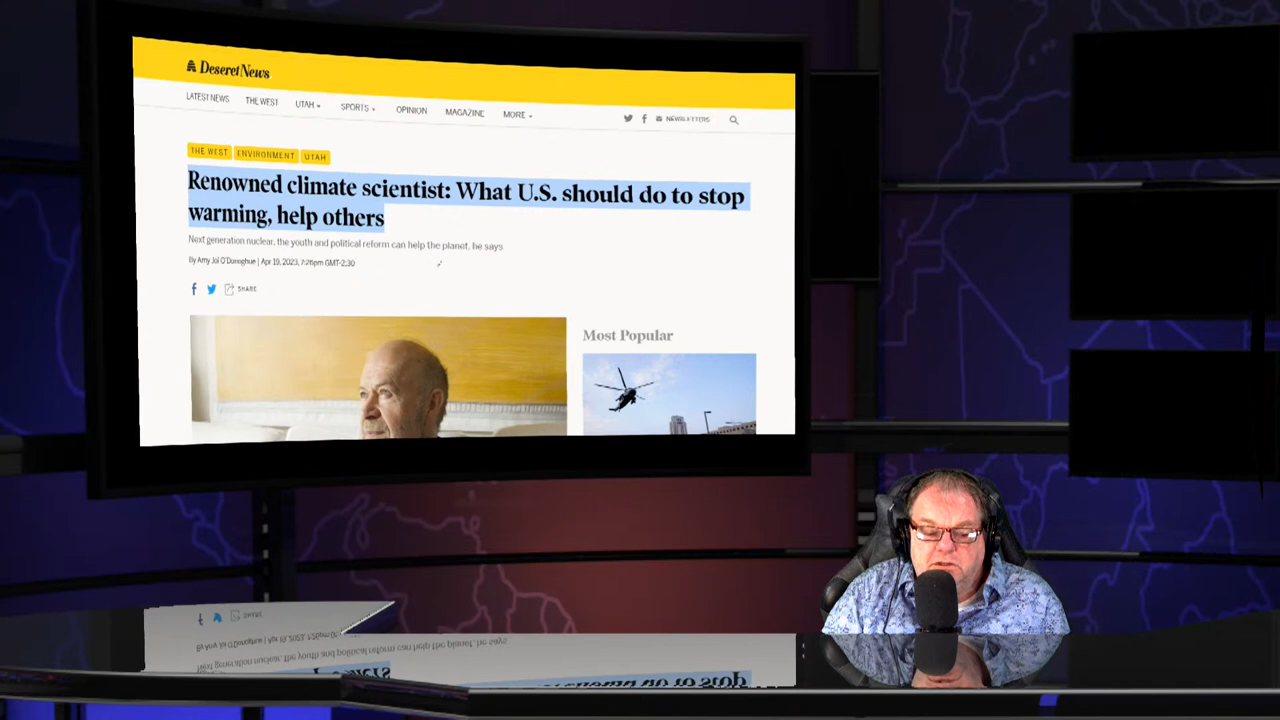 Deseret News
LATEST NEWS THE WEST UTAH SPORTS OPINION MAGAZINE MORE NEWSLETTERS
THE WEST ENVIRONMENT UTAH
Renowned climate scientist: What U.S. should do to stop
warming, help others
Next generation nuclear, the youth and political reform can help the planet, he says
By Amy Joi O'Donoghue | Apr 19, 2023, 7:26pm GMT-2:30
SHARE
Most Popular